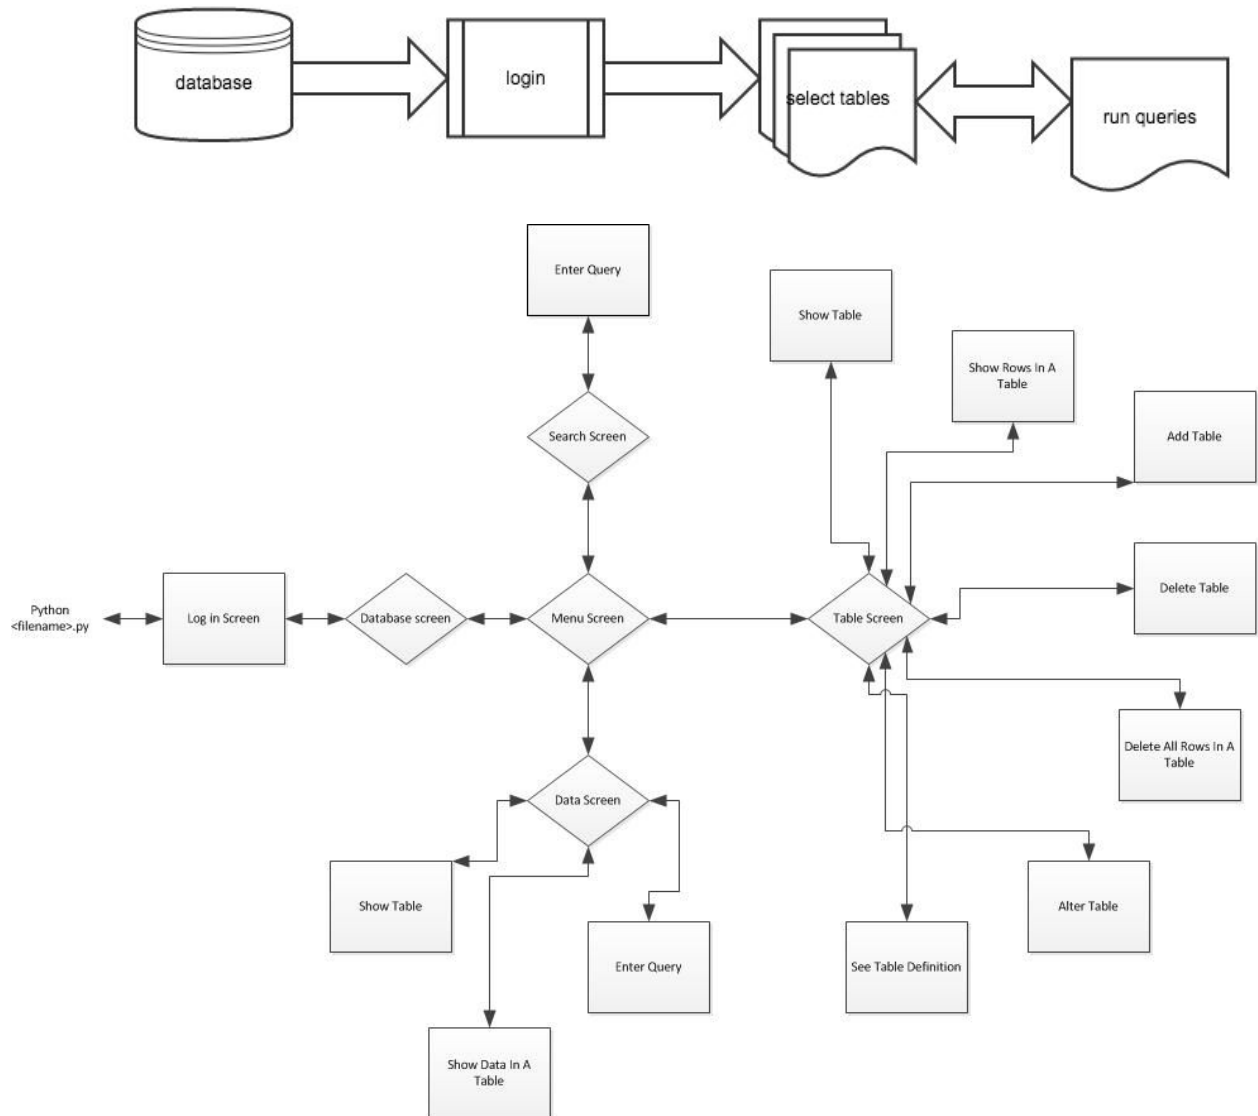 database
login
select tables
run queries
Enter Query
Show Table
Show Rows In A
Table
Add Table
Search Screen
Delete Table
Python
<filename>.py
Log in Screen
Database screen
Menu Screen
Table Screen
Delete All Rows In A
Table
Data Screen
Show Table
Alter Table
Enter Query
See Table Definition
Show Data In A
Table